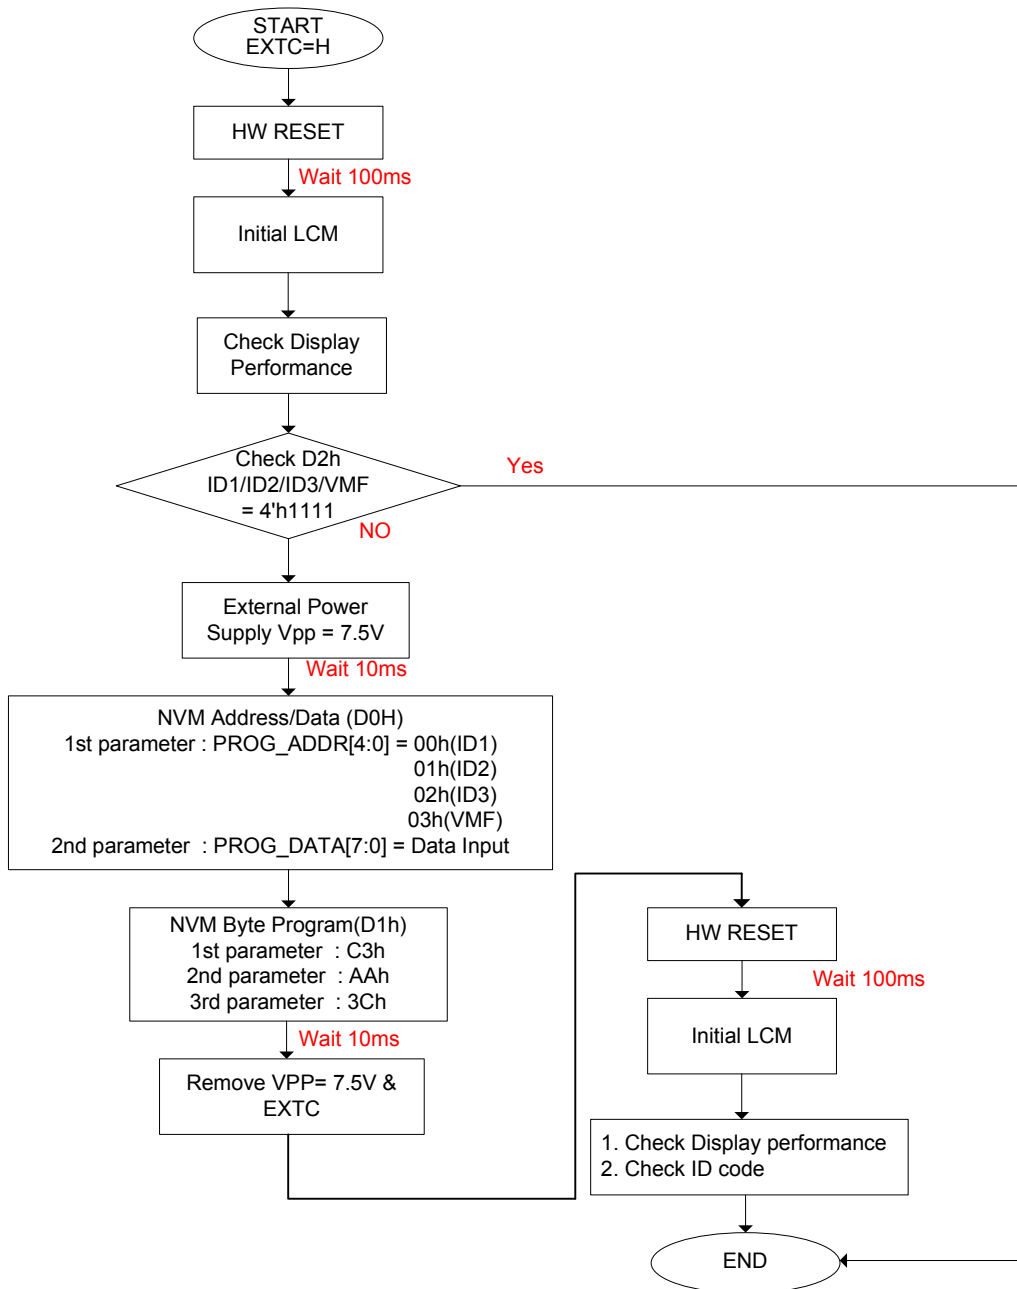 START
EXTC=H
HW RESET
Wait 100ms
Initial LCM
Check Display
Performance
Check D2h
ID1/ID2/ID3/VMF
= 4'h1111
Yes
NO
External Power
Supply Vpp = 7.5V
Wait 10ms
NVM Address/Data (D0H)
1st parameter : PROG_ADDR[4:0] = 00h(ID1)
01h(ID2)
02h(ID3)
03h(VMF)
2nd parameter : PROG_DATA[7:0] = Data Input
NVM Byte Program(D1h)
1st parameter : C3h
2nd parameter : AAh
3rd parameter : 3Ch
Wait 10ms
Remove VPP= 7.5V &
EXTC
HW RESET
Wait 100ms
Initial LCM
1. Check Display performance
2. Check ID code
END